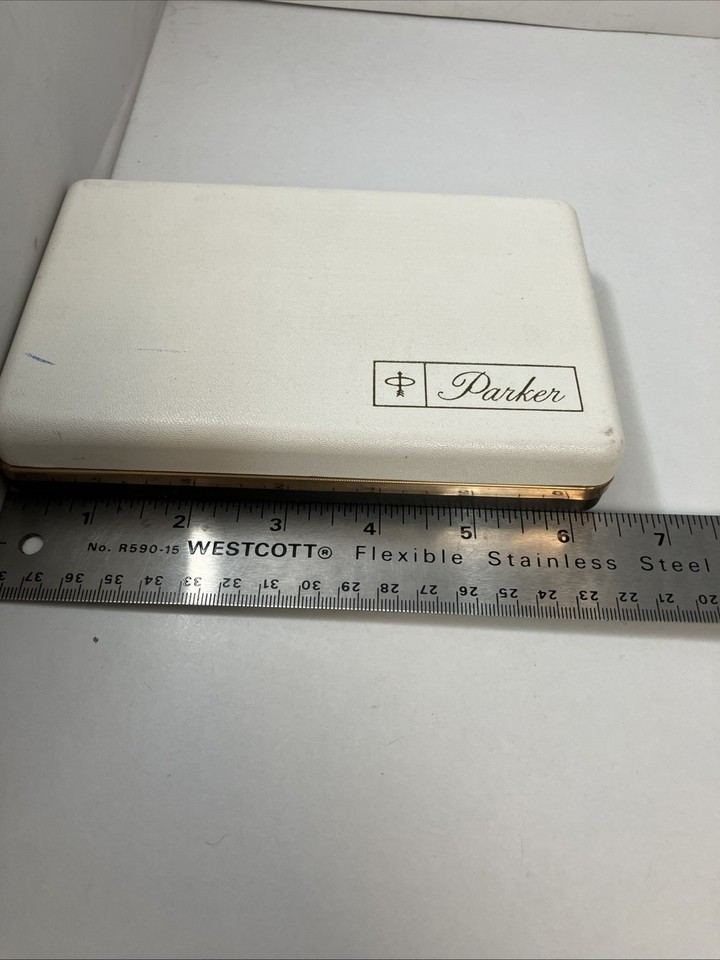 Parker
1 2 3 4 5 6 7
No. R590-15 WESTCOTT® Flexible Stainless Steel
37 36 35 34 33 32 31 30 29 28 27 26 25 24 23 22 21 20